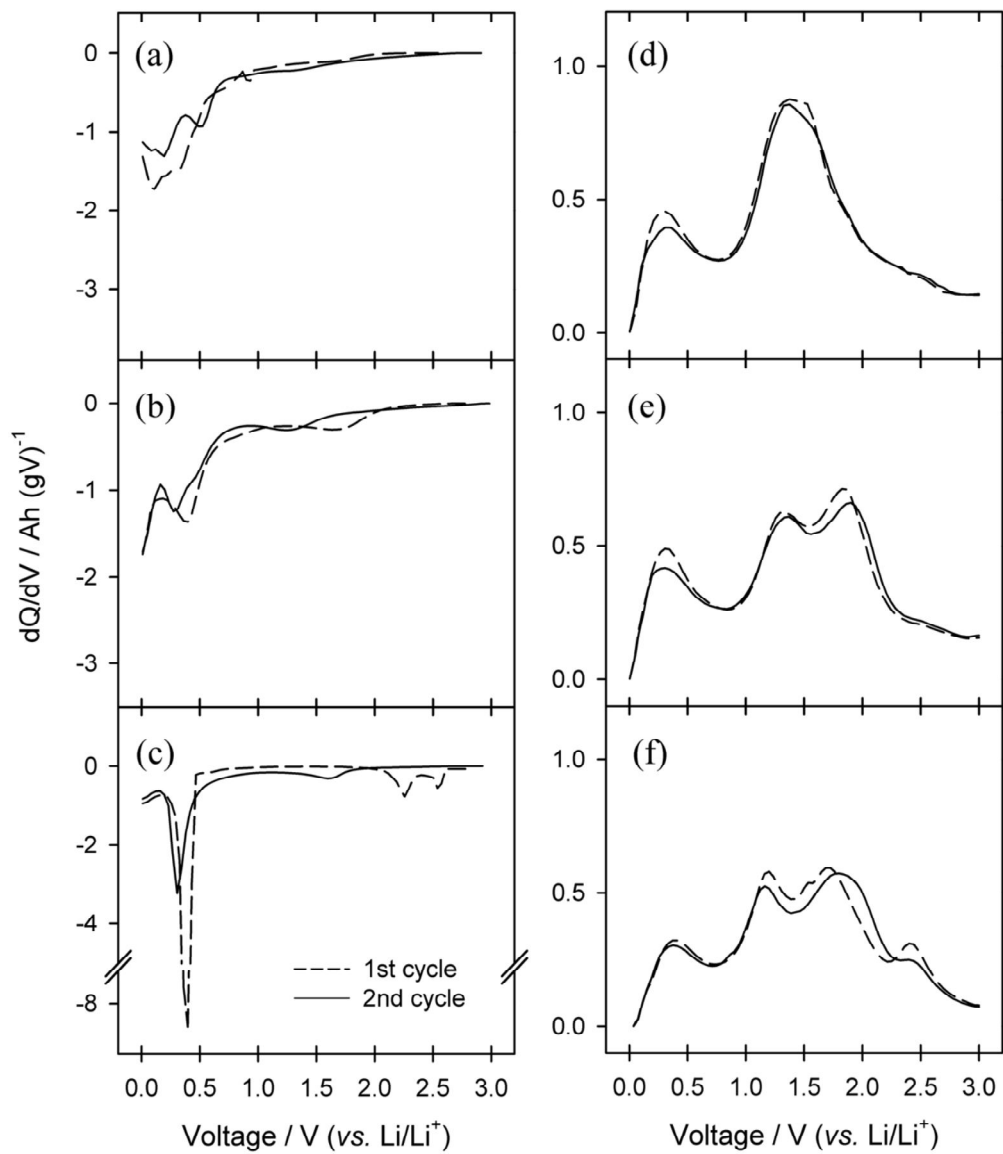 (a)
0
-1
-2
-3
(d)
1.0
0.5
0.0
(b)
0
-1
-2
-3
(e)
1.0
0.5
0.0
(c)
0
-2
-4
-8
1st cycle
2nd cycle
(f)
1.0
0.5
0.0
dQ/dV / Ah (gV)⁻¹
0.0 0.5 1.0 1.5 2.0 2.5 3.0
Voltage / V (vs. Li/Li⁺)
0.0 0.5 1.0 1.5 2.0 2.5 3.0
Voltage / V (vs. Li/Li⁺)